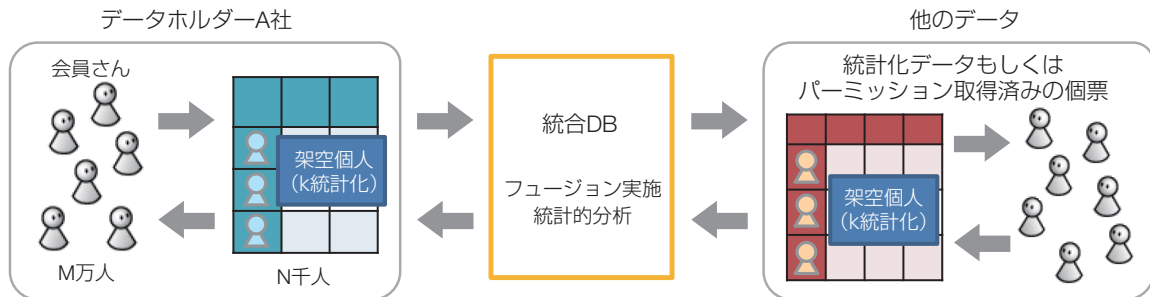 データホルダーA社
会員さん
架空個人
(k統計化)
M万人
N千人
統合DB
フュージョン実施
統計的分析
他のデータ
統計化データもしくは
パーミッション取得済みの個票
架空個人
(k統計化)